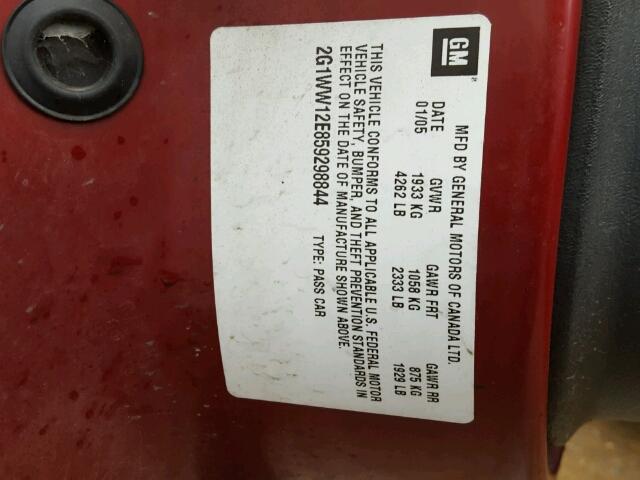 GM
MFD BY GENERAL MOTORS OF CANADA LTD.
DATE GVWR GAWR FRT GAWR RR
01/05 1933 KG 1058 KG 875 KG
4262 LB 2333 LB 1929 LB
THIS VEHICLE CONFORMS TO ALL APPLICABLE U.S. FEDERAL MOTOR
VEHICLE SAFETY, BUMPER, AND THEFT PREVENTION STANDARDS IN
EFFECT ON THE DATE OF MANUFACTURE SHOWN ABOVE.
2G1WW12E859298844 TYPE: PASS CAR